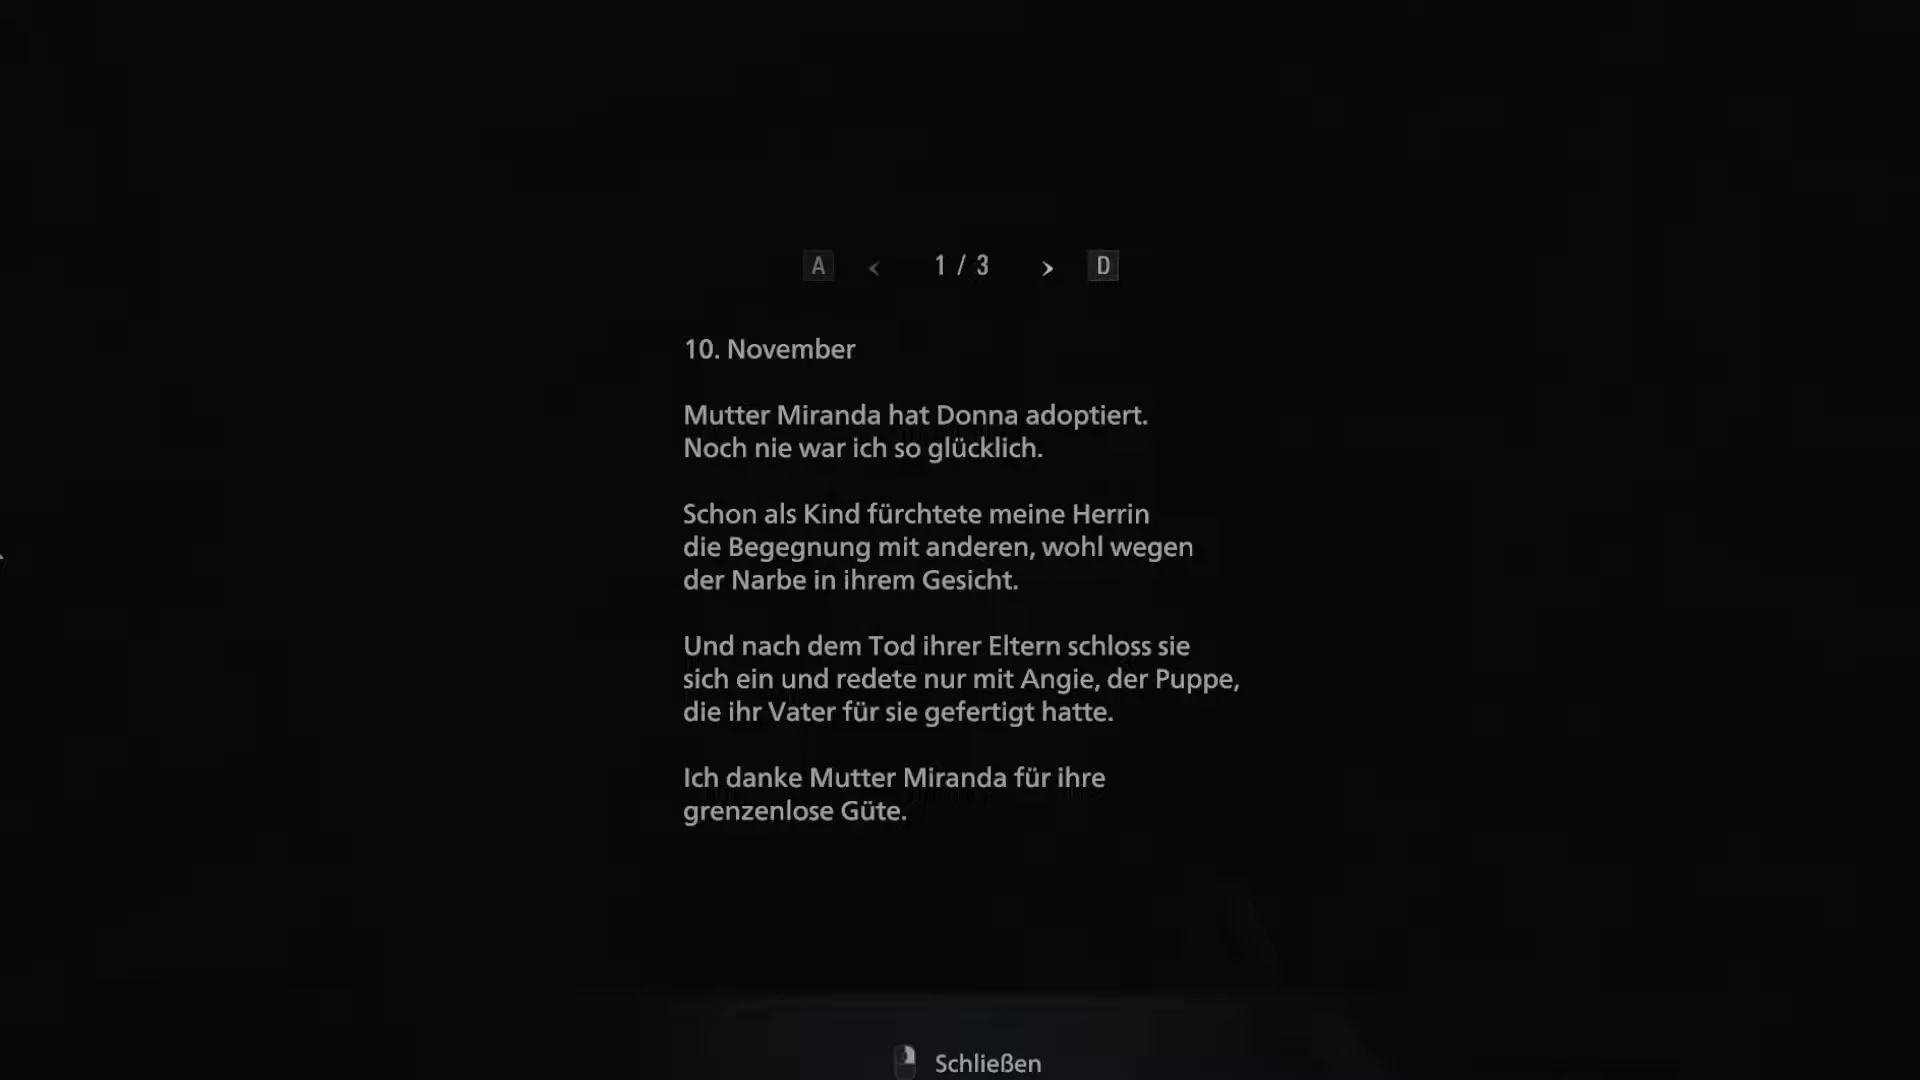 A < 1 / 3 > D
10. November
Mutter Miranda hat Donna adoptiert.
Noch nie war ich so glücklich.
Schon als Kind fürchtete meine Herrin
die Begegnung mit anderen, wohl wegen
der Narbe in ihrem Gesicht.
Und nach dem Tod ihrer Eltern schloss sie
sich ein und redete nur mit Angie, der Puppe,
die ihr Vater für sie gefertigt hatte.
Ich danke Mutter Miranda für ihre
grenzenlose Güte.
Schließen